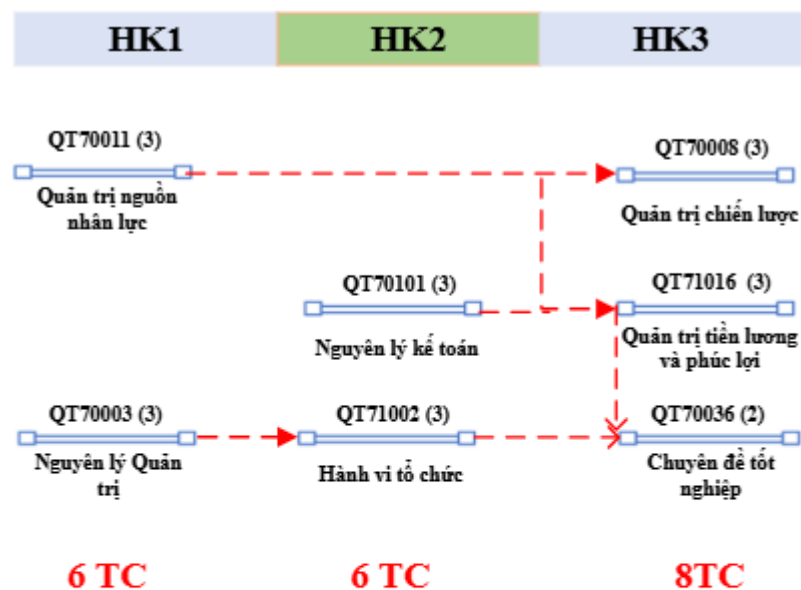 HK1 HK2 HK3
QT70011 (3)
Quản trị nguồn
nhân lực
QT70008 (3)
Quản trị chiến lược
QT70101 (3)
Nguyên lý kế toán
QT71016 (3)
Quản trị tiền lương
và phúc lợi
QT70003 (3)
Nguyên lý Quản
trị
QT71002 (3)
Hành vi tổ chức
QT70036 (2)
Chuyên đề tốt
nghiệp
6 TC 6 TC 8TC